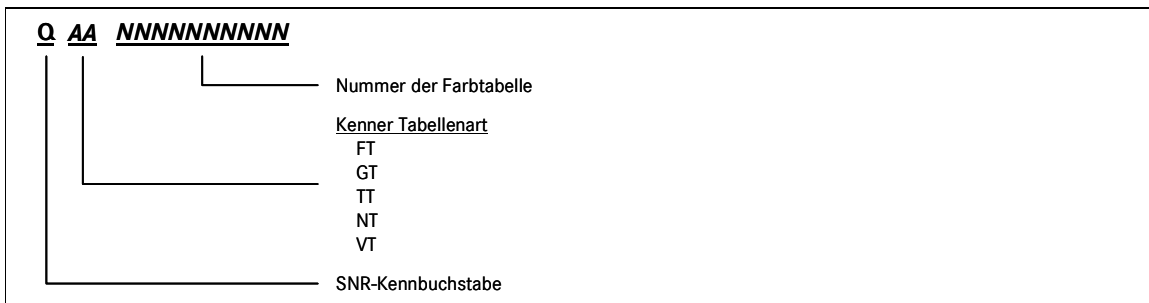 Q AA NNNNNNNNNN
Nummer der Farbtabelle
Kenner Tabellenart
FT
GT
TT
NT
VT
SNR-Kennbuchstabe